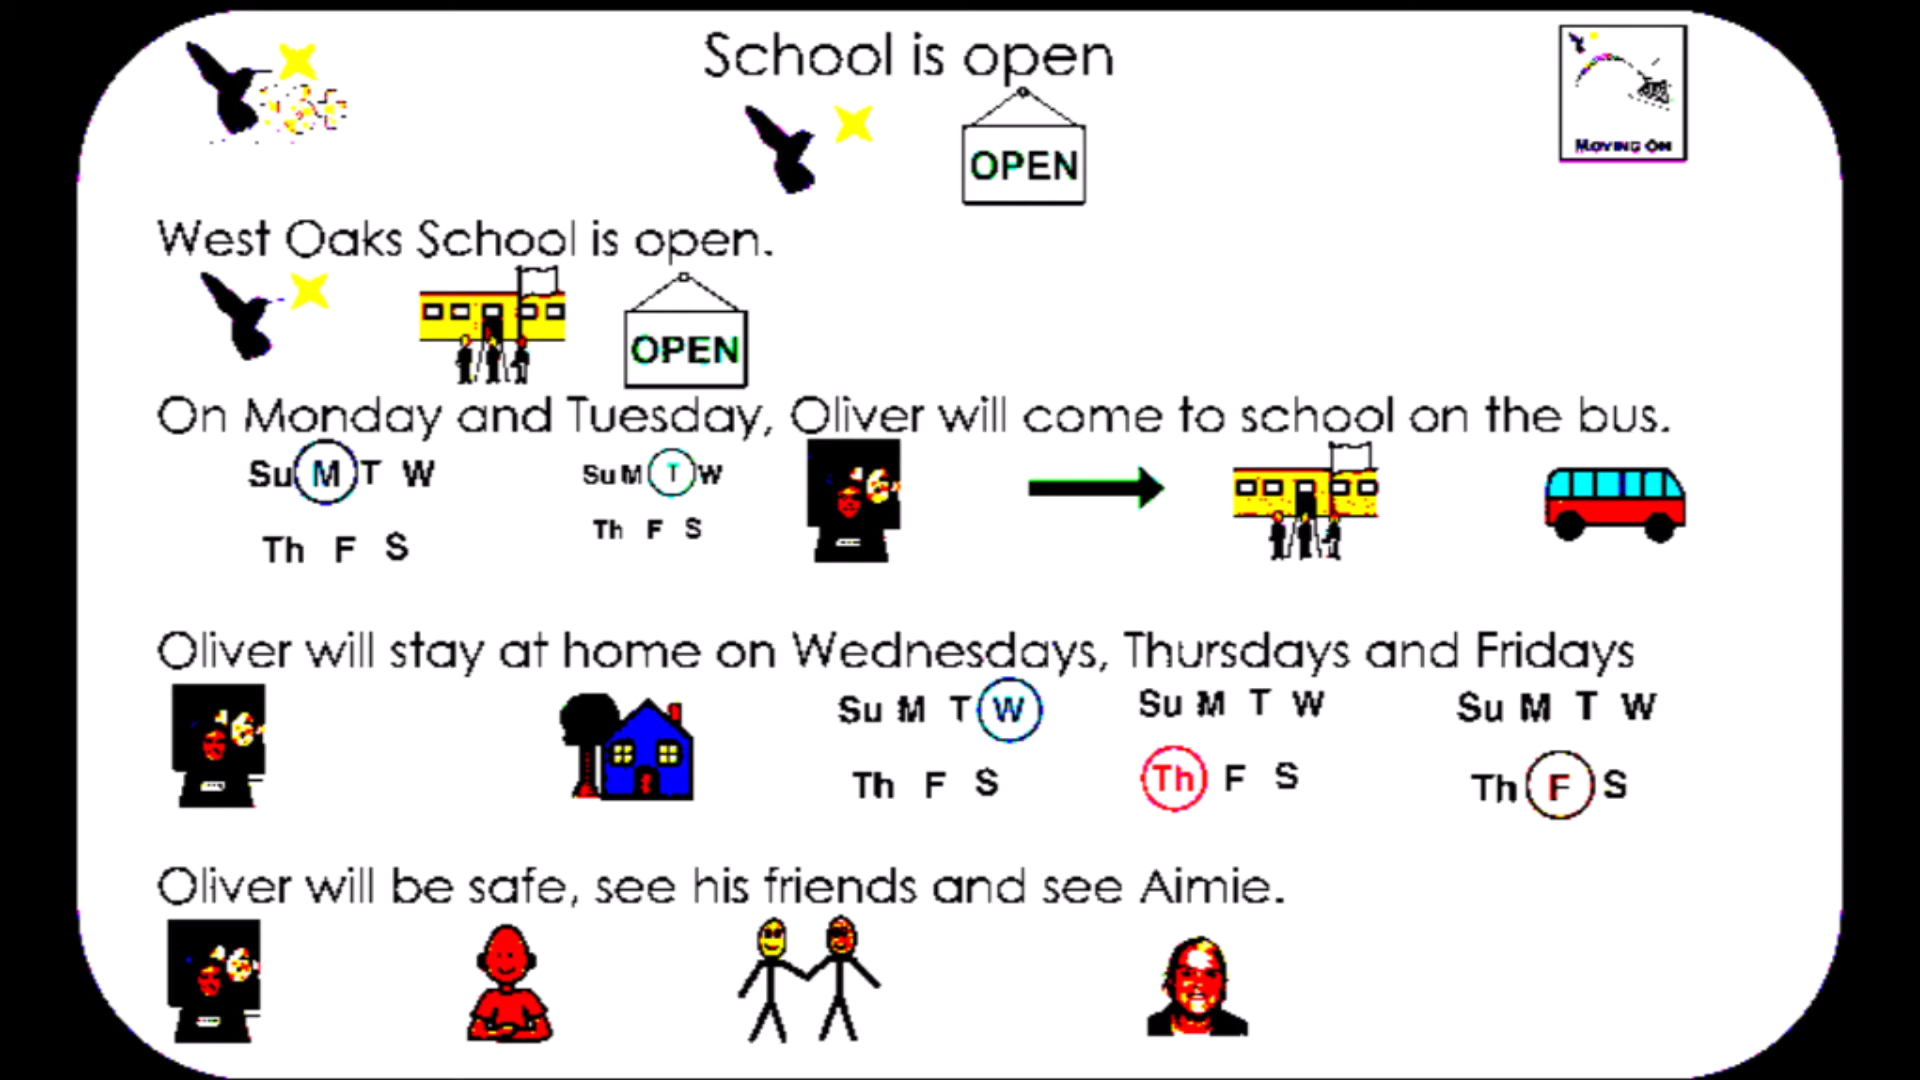 School is open
MOVING ON
OPEN
West Oaks School is open.
OPEN
On Monday and Tuesday, Oliver will come to school on the bus.
Su M T W
Th F S
Su M T W
Th F S
Oliver will stay at home on Wednesdays, Thursdays and Fridays
Su M T W
Th F S
Su M T W
Th F S
Su M T W
Th F S
Oliver will be safe, see his friends and see Aimie.